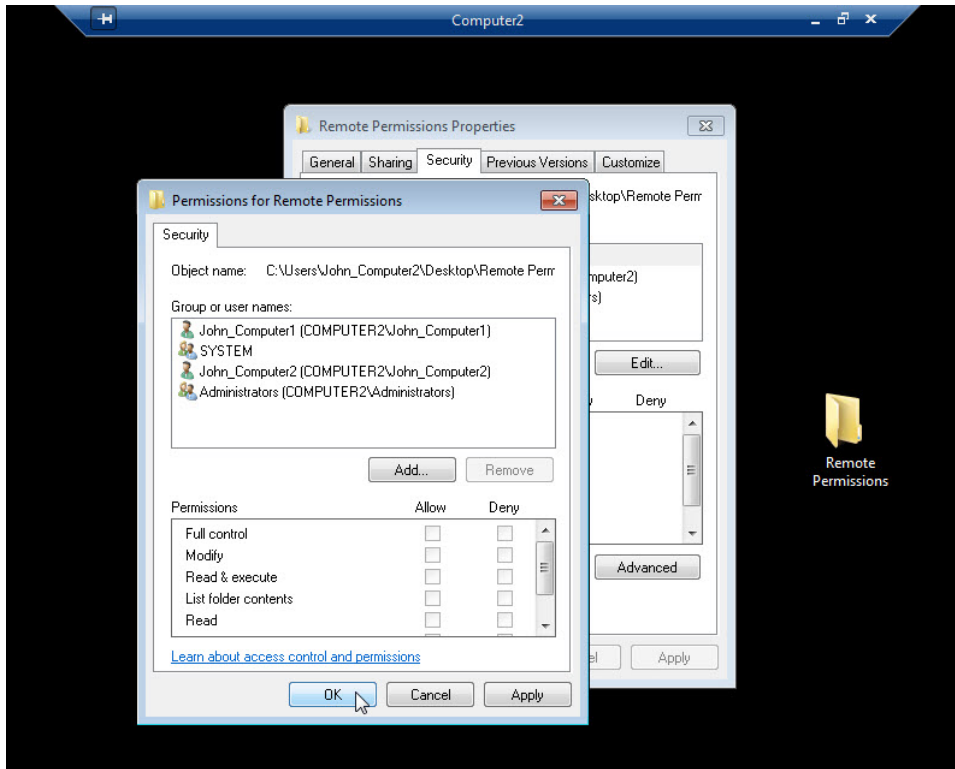 Computer2
Remote Permissions Properties
General Sharing Security Previous Versions Customize
sktop\Remote Perm
mputer2)
rs)
Edit...
Deny
Advanced
Apply
Permissions for Remote Permissions
Security
Object name: C:\Users\John_Computer2\Desktop\Remote Perm
Group or user names:
John_Computer1 (COMPUTER2\John_Computer1)
SYSTEM
John_Computer2 (COMPUTER2\John_Computer2)
Administrators (COMPUTER2\Administrators)
Add... Remove
Permissions Allow Deny
Full control
Modify
Read & execute
List folder contents
Read
Learn about access control and permissions
OK Cancel Apply
Remote
Permissions